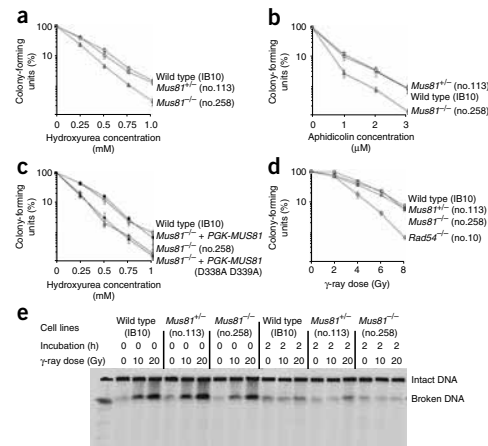 a
Colony-forming
units (%)
100
10
1
0 0.25 0.50 0.75 1.0
Hydroxyurea concentration
(mM)
Wild type (IB10)
Mus81+/− (no.113)
Mus81−/− (no.258)
b
Colony-forming
units (%)
100
10
1
0 1 2 3
Aphidicolin concentration
(μM)
Mus81+/− (no.113)
Wild type (IB10)
Mus81−/− (no.258)
c
Colony-forming
units (%)
100
10
0 0.25 0.50 0.75 1.0
Hydroxyurea concentration
(mM)
Wild type (IB10)
Mus81−/− + PGK-MUS81
Mus81−/− (no.258)
Mus81−/− + PGK-MUS81
(D338A D339A)
d
Colony-forming
units (%)
100
10
1
0 2 4 6 8
γ-ray dose (Gy)
Wild type (IB10)
Mus81+/− (no.113)
Mus81−/− (no.258)
Rad54−/− (no.10)
e
Cell lines Wild type (IB10) Mus81+/− (no.113) Mus81−/− (no.258) Wild type (IB10) Mus81+/− (no.113) Mus81−/− (no.258)
Incubation (h) 0 0 0 0 0 0 0 0 0 2 2 2 2 2 2 2 2 2
γ-ray dose (Gy) 0 10 20 0 10 20 0 10 20 0 10 20 0 10 20 0 10 20
Intact DNA
Broken DNA